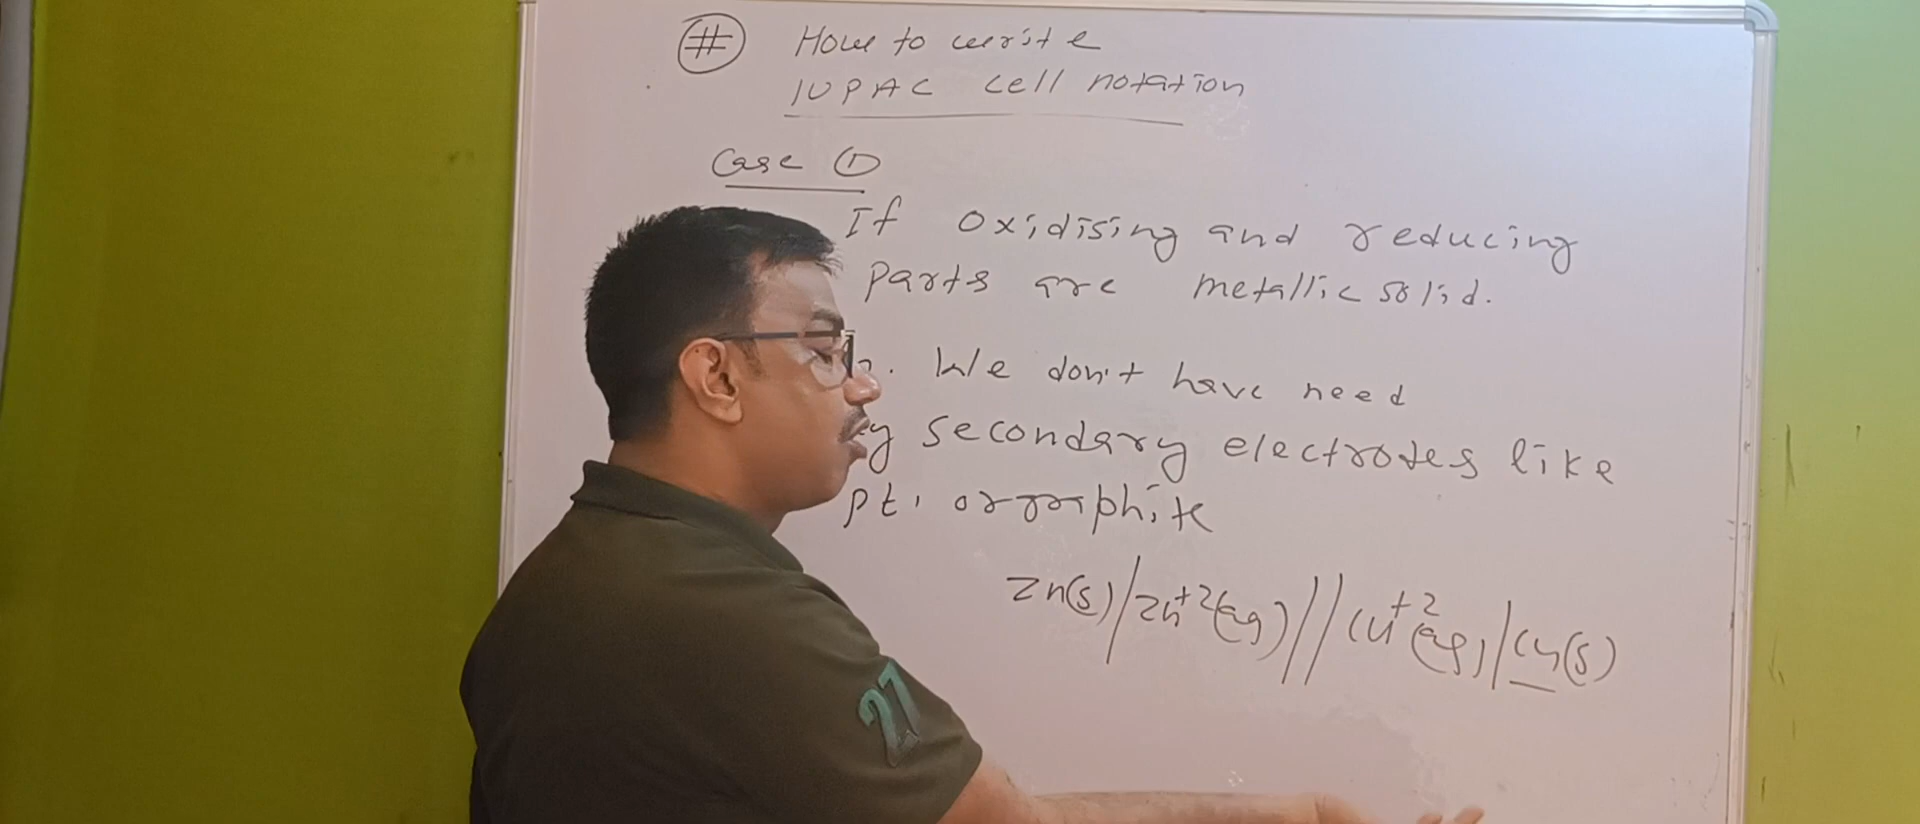 # How to write
IUPAC cell notation
Case ①
If oxidising and reducing
parts are metallic solid.
We don't have need
secondary electrodes like
pt. or graphite
Zn(s)/Zn+2(aq)//Cu+2(aq)/Cu(s)
27